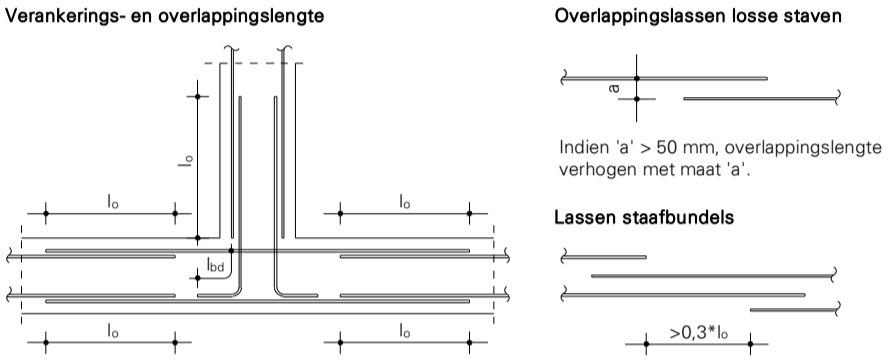 Verankerings- en overlappingslengte
lo
lo
lo
lbd
lo
lo
Overlappingslassen losse staven
a
Indien 'a' > 50 mm, overlappingslengte
verhogen met maat 'a'.
Lassen staafbundels
>0,3*lo